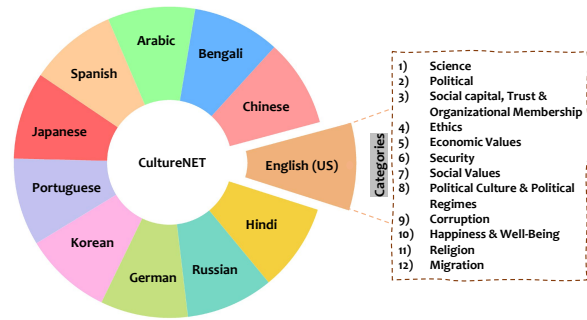 Arabic
Bengali
Spanish
Chinese
Japanese
CultureNET
English (US)
Portuguese
Hindi
Korean
Russian
German
Categories
1) Science
2) Political
3) Social capital, Trust &
Organizational Membership
4) Ethics
5) Economic Values
6) Security
7) Social Values
8) Political Culture & Political
Regimes
9) Corruption
10) Happiness & Well-Being
11) Religion
12) Migration